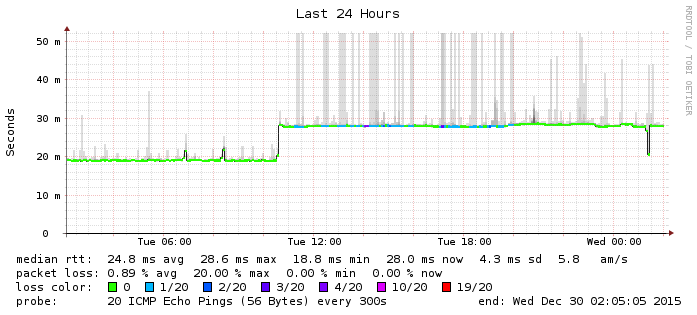 Last 24 Hours
RRDTOOL / TOBI OETIKER
Seconds
50 m
40 m
30 m
20 m
10 m
0
Tue 06:00 Tue 12:00 Tue 18:00 Wed 00:00
median rtt: 24.8 ms avg 28.6 ms max 18.8 ms min 28.0 ms now 4.3 ms sd 5.8 am/s
packet loss: 0.89 % avg 20.00 % max 0.00 % min 0.00 % now
loss color: 0 1/20 2/20 3/20 4/20 10/20 19/20
probe: 20 ICMP Echo Pings (56 Bytes) every 300s end: Wed Dec 30 02:05:05 2015